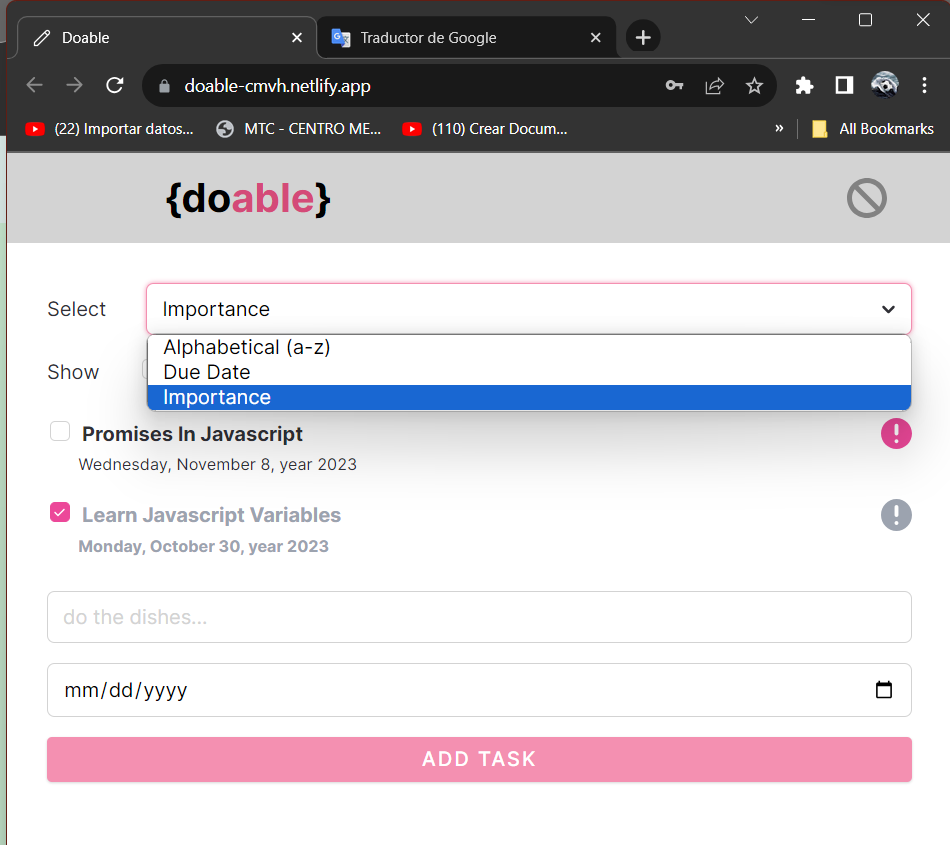 Doable
Traductor de Google
doable-cmvh.netlify.app
(22) Importar datos...
MTC - CENTRO ME...
(110) Crear Docum...
»
All Bookmarks
{doable}
Select
Importance
Alphabetical (a-z)
Show
Due Date
Importance
Promises In Javascript
Wednesday, November 8, year 2023
Learn Javascript Variables
Monday, October 30, year 2023
do the dishes...
mm/dd/yyyy
ADD TASK